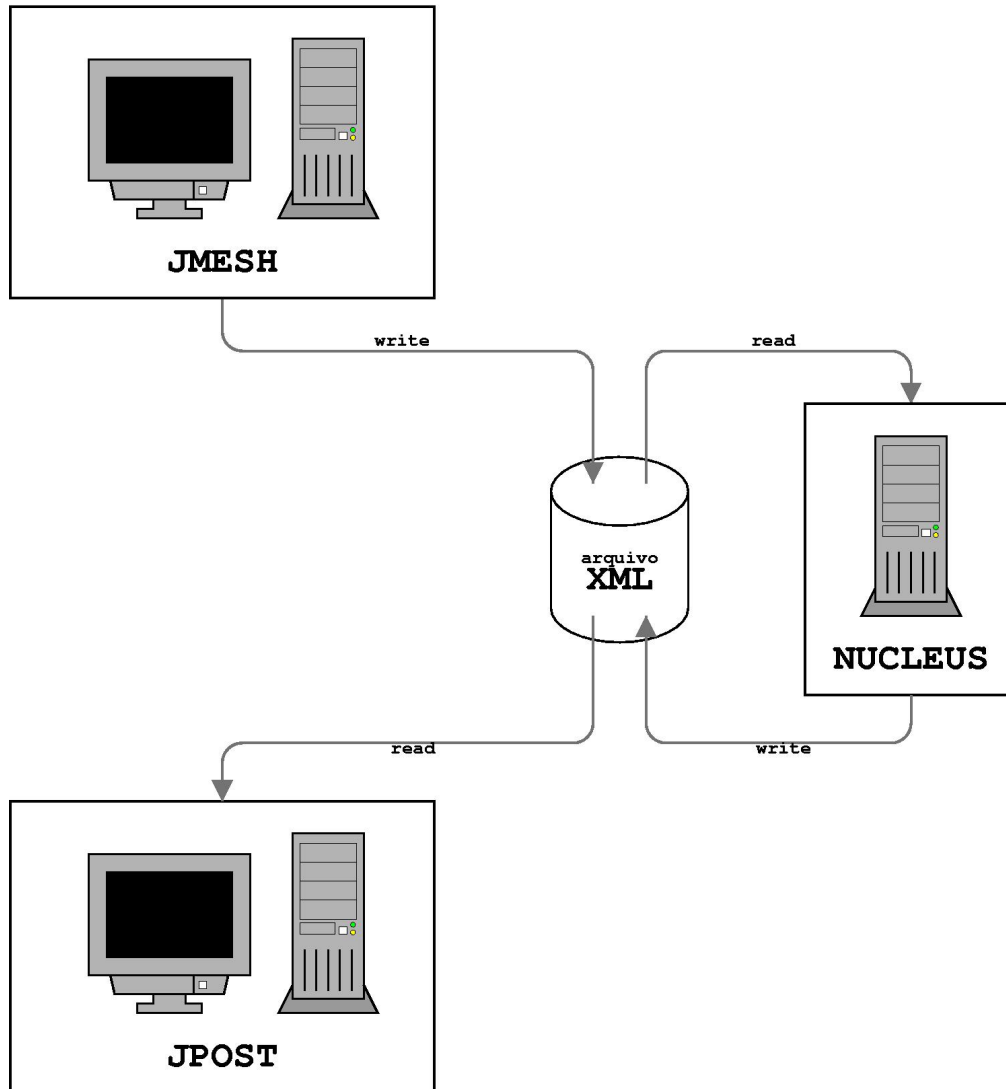 JMESH
write
read
arquivo
XML
NUCLEUS
read
write
JPOST